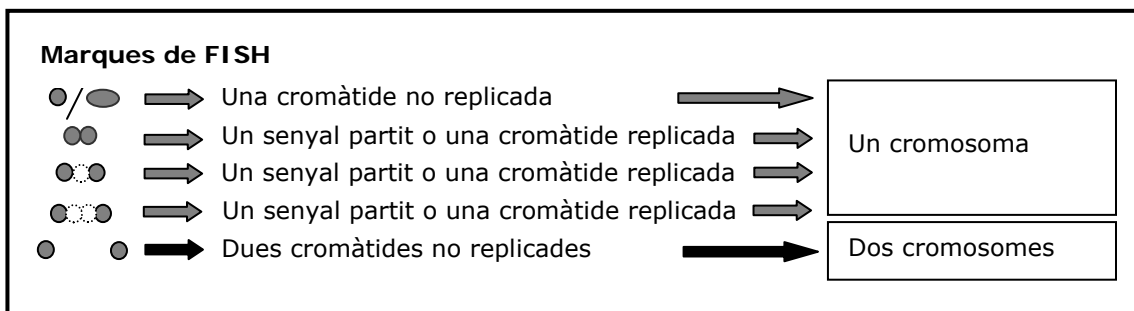 Marques de FISH
/ Una cromàtide no replicada
Un senyal partit o una cromàtide replicada
Un cromosoma
Un senyal partit o una cromàtide replicada
Un senyal partit o una cromàtide replicada
Dues cromàtides no replicades
Dos cromosomes